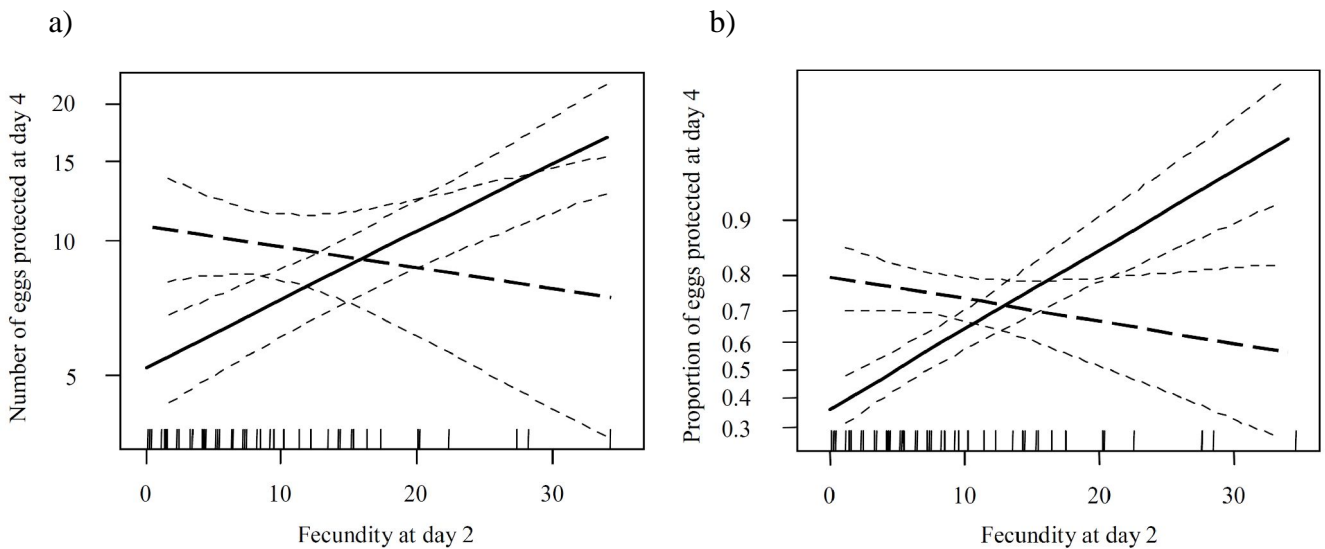 a)
Number of eggs protected at day 4
20
15
10
5
0 10 20 30
Fecundity at day 2
b)
Proportion of eggs protected at day 4
0.9
0.8
0.7
0.6
0.5
0.4
0.3
0 10 20 30
Fecundity at day 2